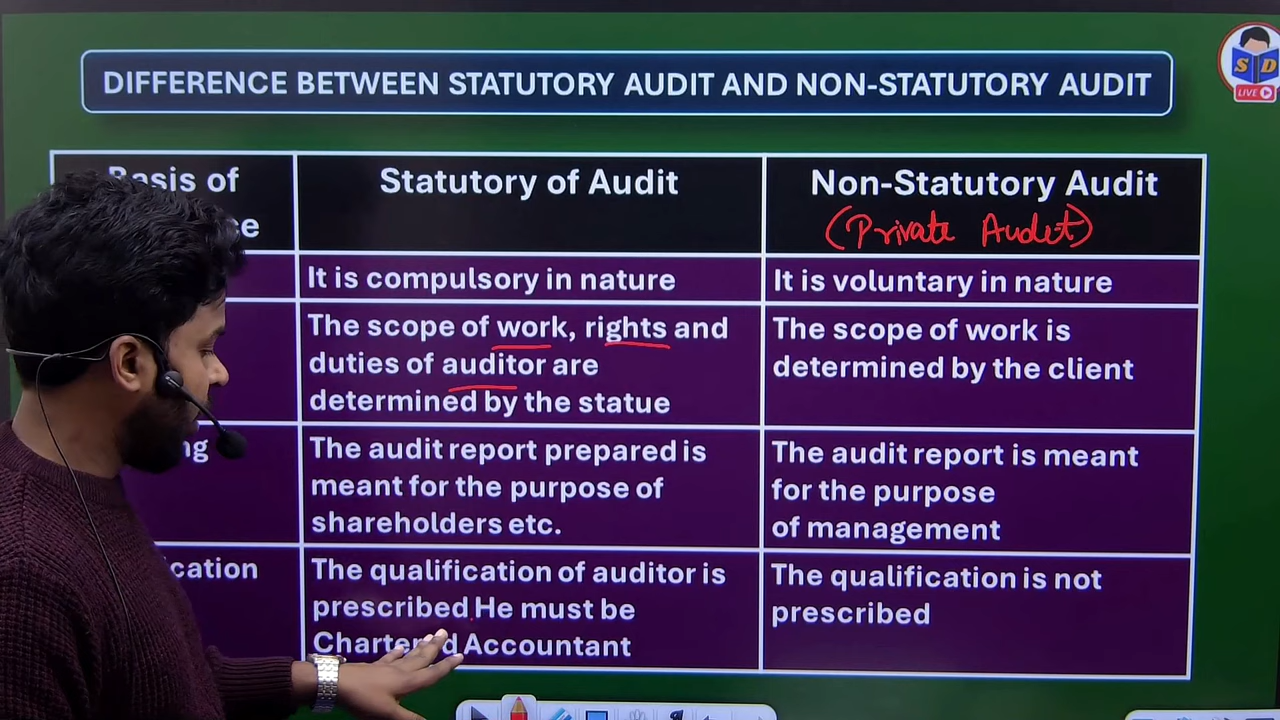 DIFFERENCE BETWEEN STATUTORY AUDIT AND NON-STATUTORY AUDIT
S D
LIVE
Basis of
Statutory of Audit
Non-Statutory Audit
(Private Audit)
It is compulsory in nature
It is voluntary in nature
The scope of work, rights and
duties of auditor are
determined by the statue
The scope of work is
determined by the client
The audit report prepared is
meant for the purpose of
shareholders etc.
The audit report is meant
for the purpose
of management
The qualification of auditor is
prescribed He must be
Chartered Accountant
The qualification is not
prescribed